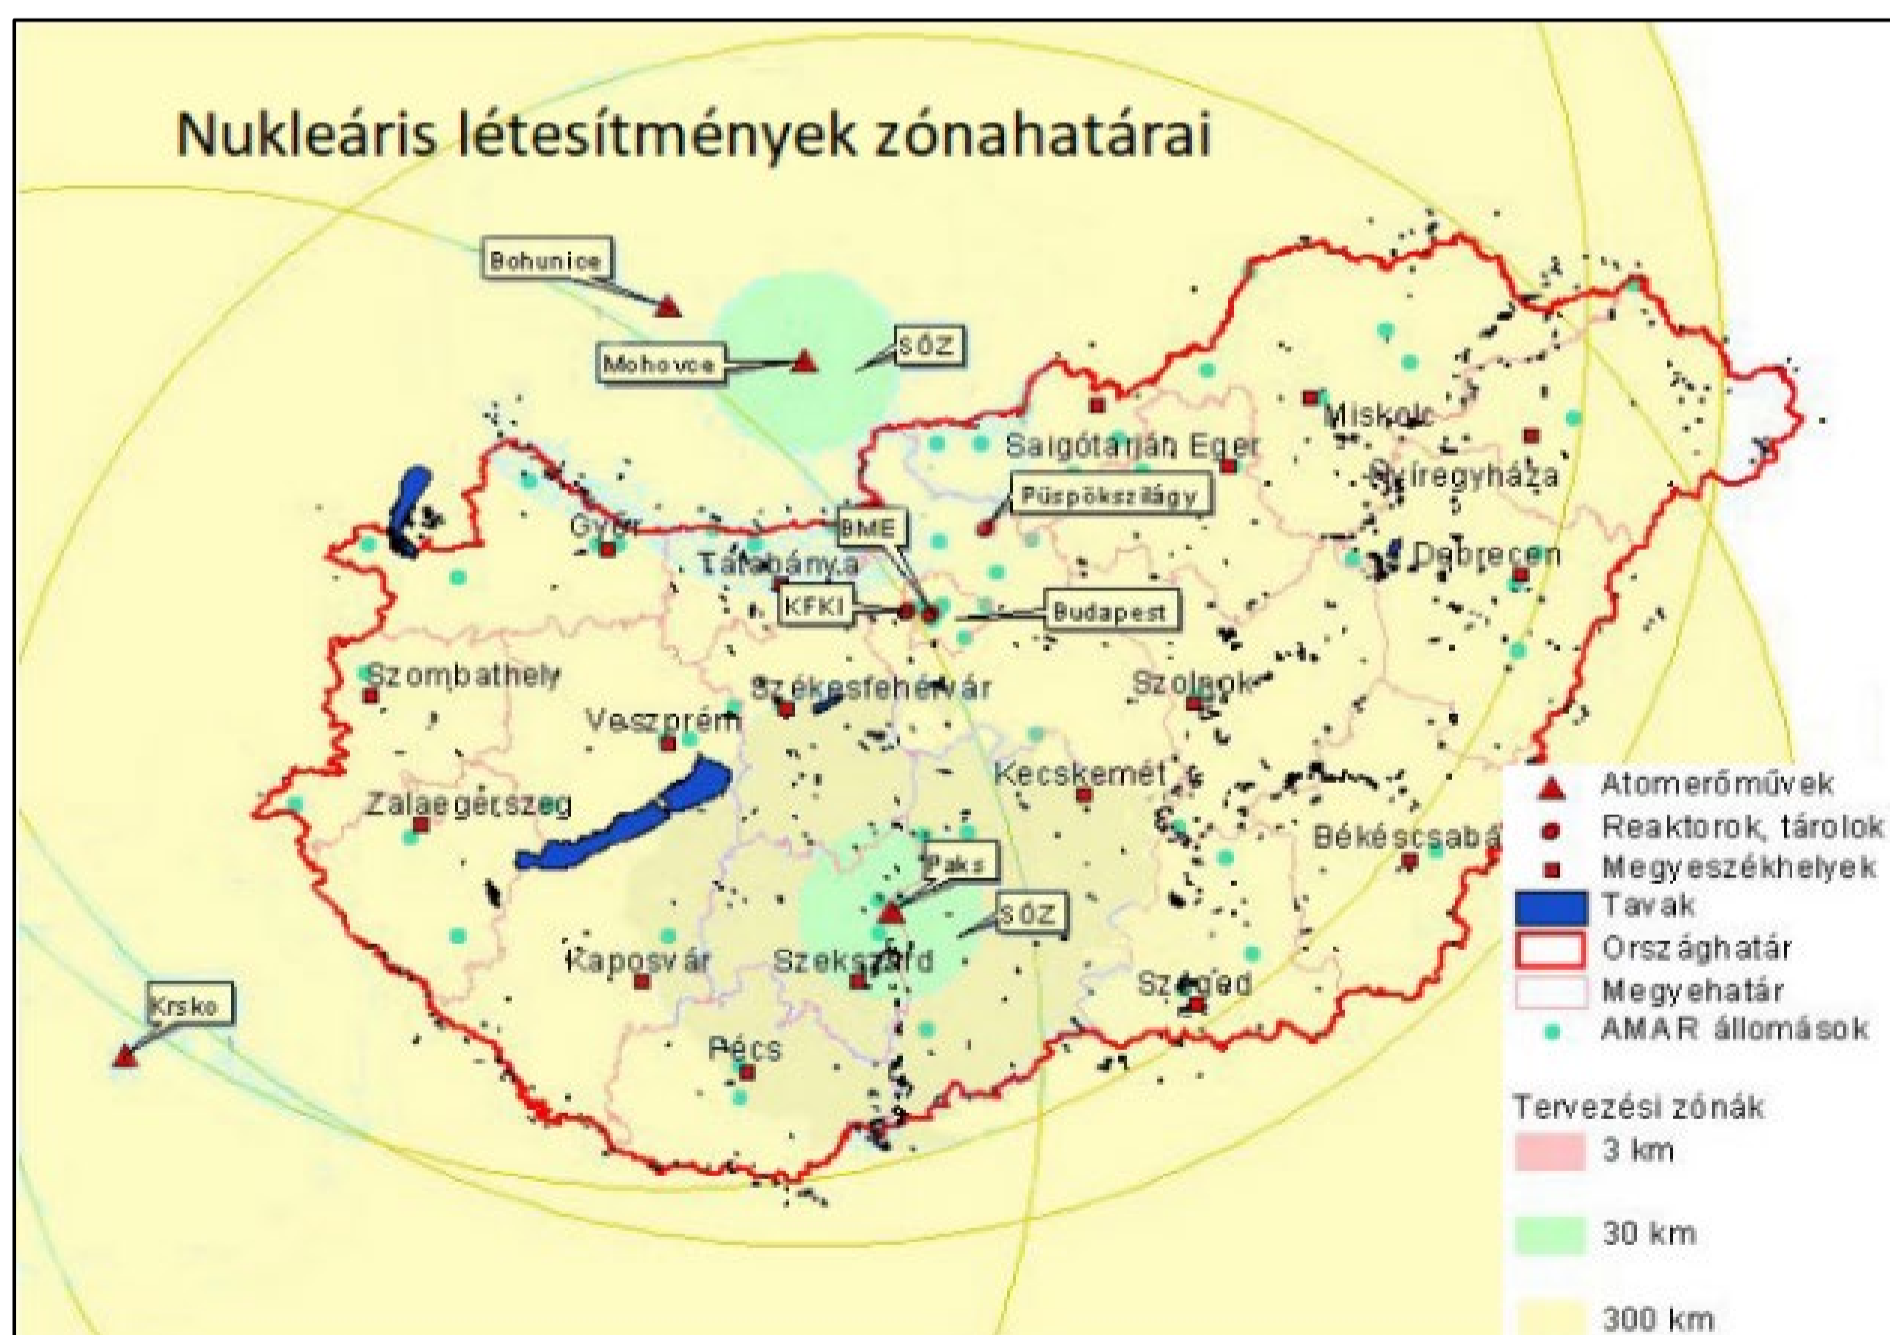 Nukleáris létesítmények zónahatárai
Bohunice
Mohovce
SÓZ
Miskolc
Salgótarján Eger
Nyíregyháza
Püspökszilágy
Győr
BME
Tatabánya
Debrecen
KFKI
Budapest
Szombathely
Székesfehérvár
Szolnok
Veszprém
Kecskemét
Zalaegerszeg
Békéscsaba
Paks
SÓZ
Kaposvár
Szekszárd
Szeged
Krsko
Pécs
Atomerőművek
Reaktorok, tárolok
Megyeszékhelyek
Tavak
Országhatár
Megyehatár
AMAR állomások
Tervezési zónák
3 km
30 km
300 km